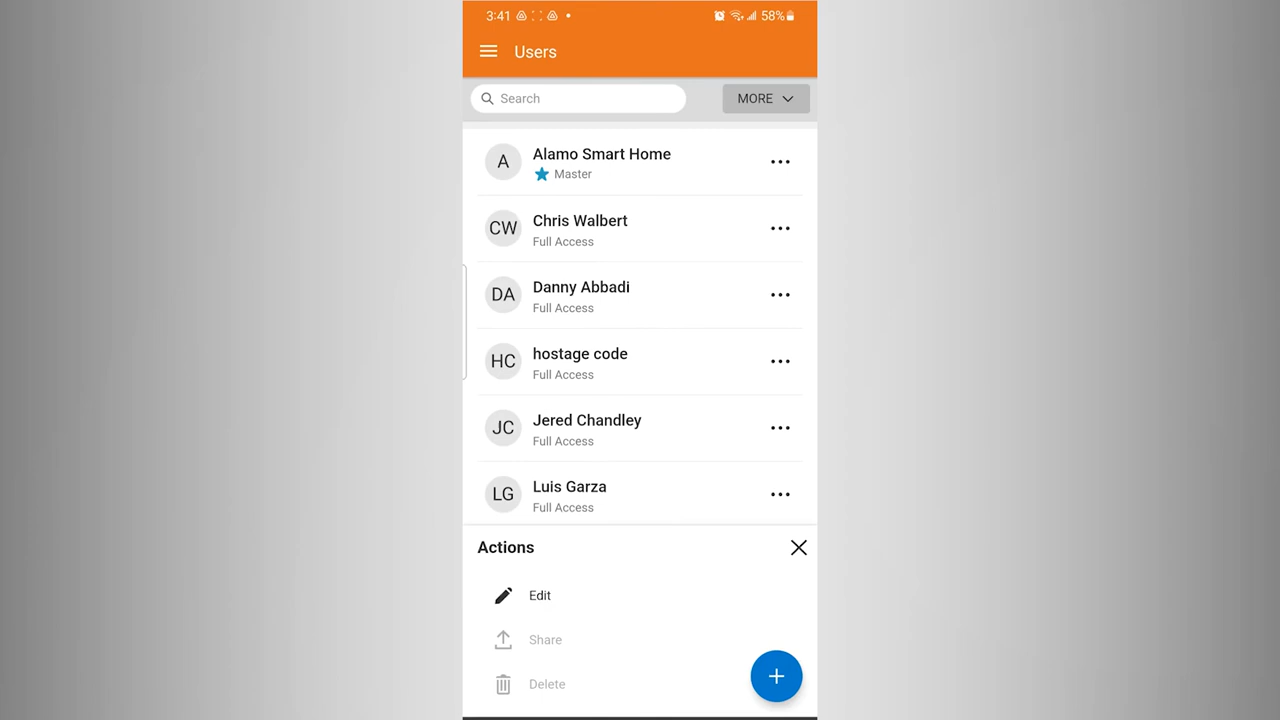 3:41
58%
Users
Search
MORE
A
Alamo Smart Home
Master
CW
Chris Walbert
Full Access
DA
Danny Abbadi
Full Access
HC
hostage code
Full Access
JC
Jered Chandley
Full Access
LG
Luis Garza
Full Access
Actions
Edit
Share
Delete